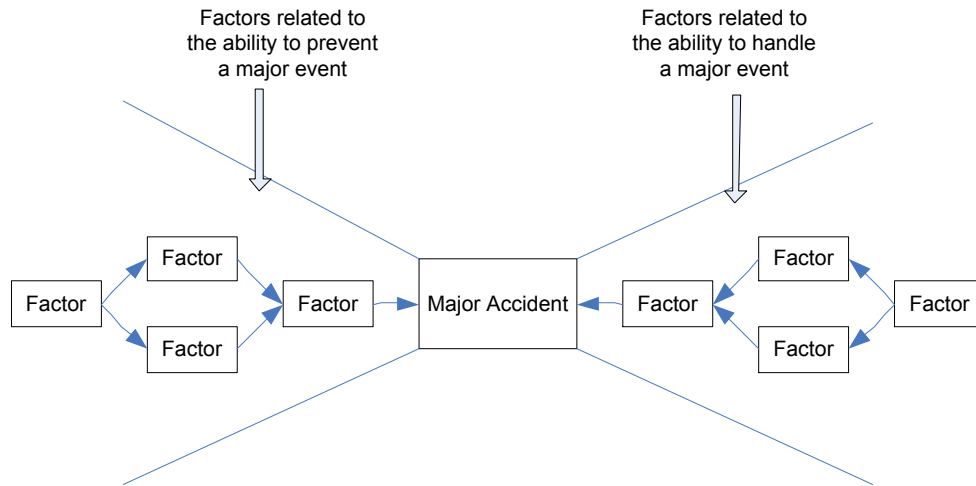 Factors related to
the ability to prevent
a major event
Factors related to
the ability to handle
a major event
Factor
Factor
Factor
Factor
Major Accident
Factor
Factor
Factor
Factor